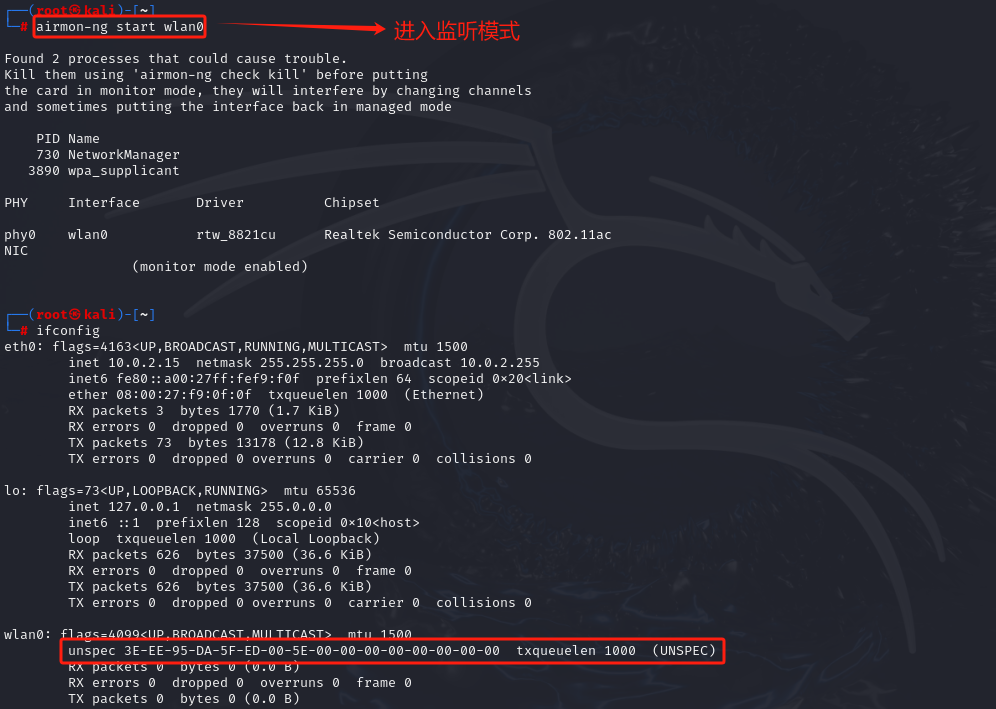 ┌──(root㉿kali)-[~]
└─# airmon-ng start wlan0
进入监听模式
Found 2 processes that could cause trouble.
Kill them using 'airmon-ng check kill' before putting
the card in monitor mode, they will interfere by changing channels
and sometimes putting the interface back in managed mode
PID Name
730 NetworkManager
3890 wpa_supplicant
PHY Interface Driver Chipset
phy0 wlan0 rtw_8821cu Realtek Semiconductor Corp. 802.11ac
NIC
(monitor mode enabled)
┌──(root㉿kali)-[~]
└─# ifconfig
eth0: flags=4163<UP,BROADCAST,RUNNING,MULTICAST> mtu 1500
inet 10.0.2.15 netmask 255.255.255.0 broadcast 10.0.2.255
inet6 fe80::a00:27ff:fef9:f0f prefixlen 64 scopeid 0×20<link>
ether 08:00:27:f9:0f:0f txqueuelen 1000 (Ethernet)
RX packets 3 bytes 1770 (1.7 KiB)
RX errors 0 dropped 0 overruns 0 frame 0
TX packets 73 bytes 13178 (12.8 KiB)
TX errors 0 dropped 0 overruns 0 carrier 0 collisions 0
lo: flags=73<UP,LOOPBACK,RUNNING> mtu 65536
inet 127.0.0.1 netmask 255.0.0.0
inet6 ::1 prefixlen 128 scopeid 0×10<host>
loop txqueuelen 1000 (Local Loopback)
RX packets 626 bytes 37500 (36.6 KiB)
RX errors 0 dropped 0 overruns 0 frame 0
TX packets 626 bytes 37500 (36.6 KiB)
TX errors 0 dropped 0 overruns 0 carrier 0 collisions 0
wlan0: flags=4099<UP,BROADCAST,MULTICAST> mtu 1500
unspec 3E-EE-95-DA-5F-ED-00-5E-00-00-00-00-00-00-00-00 txqueuelen 1000 (UNSPEC)
RX packets 0 bytes 0 (0.0 B)
RX errors 0 dropped 0 overruns 0 frame 0
TX packets 0 bytes 0 (0.0 B)